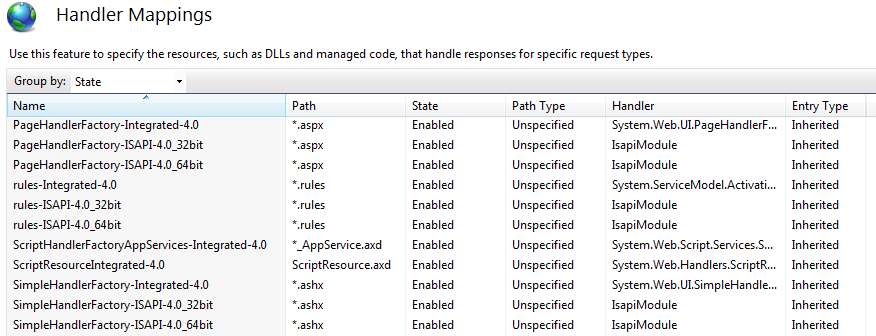 Handler Mappings
Use this feature to specify the resources, such as DLLs and managed code, that handle responses for specific request types.
Group by: State
Name Path State Path Type Handler Entry Type
PageHandlerFactory-Integrated-4.0 *.aspx Enabled Unspecified System.Web.UI.PageHandlerF... Inherited
PageHandlerFactory-ISAPI-4.0_32bit *.aspx Enabled Unspecified IsapiModule Inherited
PageHandlerFactory-ISAPI-4.0_64bit *.aspx Enabled Unspecified IsapiModule Inherited
rules-Integrated-4.0 *.rules Enabled Unspecified System.ServiceModel.Activati... Inherited
rules-ISAPI-4.0_32bit *.rules Enabled Unspecified IsapiModule Inherited
rules-ISAPI-4.0_64bit *.rules Enabled Unspecified IsapiModule Inherited
ScriptHandlerFactoryAppServices-Integrated-4.0 *_AppService.axd Enabled Unspecified System.Web.Script.Services.S... Inherited
ScriptResourceIntegrated-4.0 ScriptResource.axd Enabled Unspecified System.Web.Handlers.ScriptR... Inherited
SimpleHandlerFactory-Integrated-4.0 *.ashx Enabled Unspecified System.Web.UI.SimpleHandle... Inherited
SimpleHandlerFactory-ISAPI-4.0_32bit *.ashx Enabled Unspecified IsapiModule Inherited
SimpleHandlerFactory-ISAPI-4.0_64bit *.ashx Enabled Unspecified IsapiModule Inherited